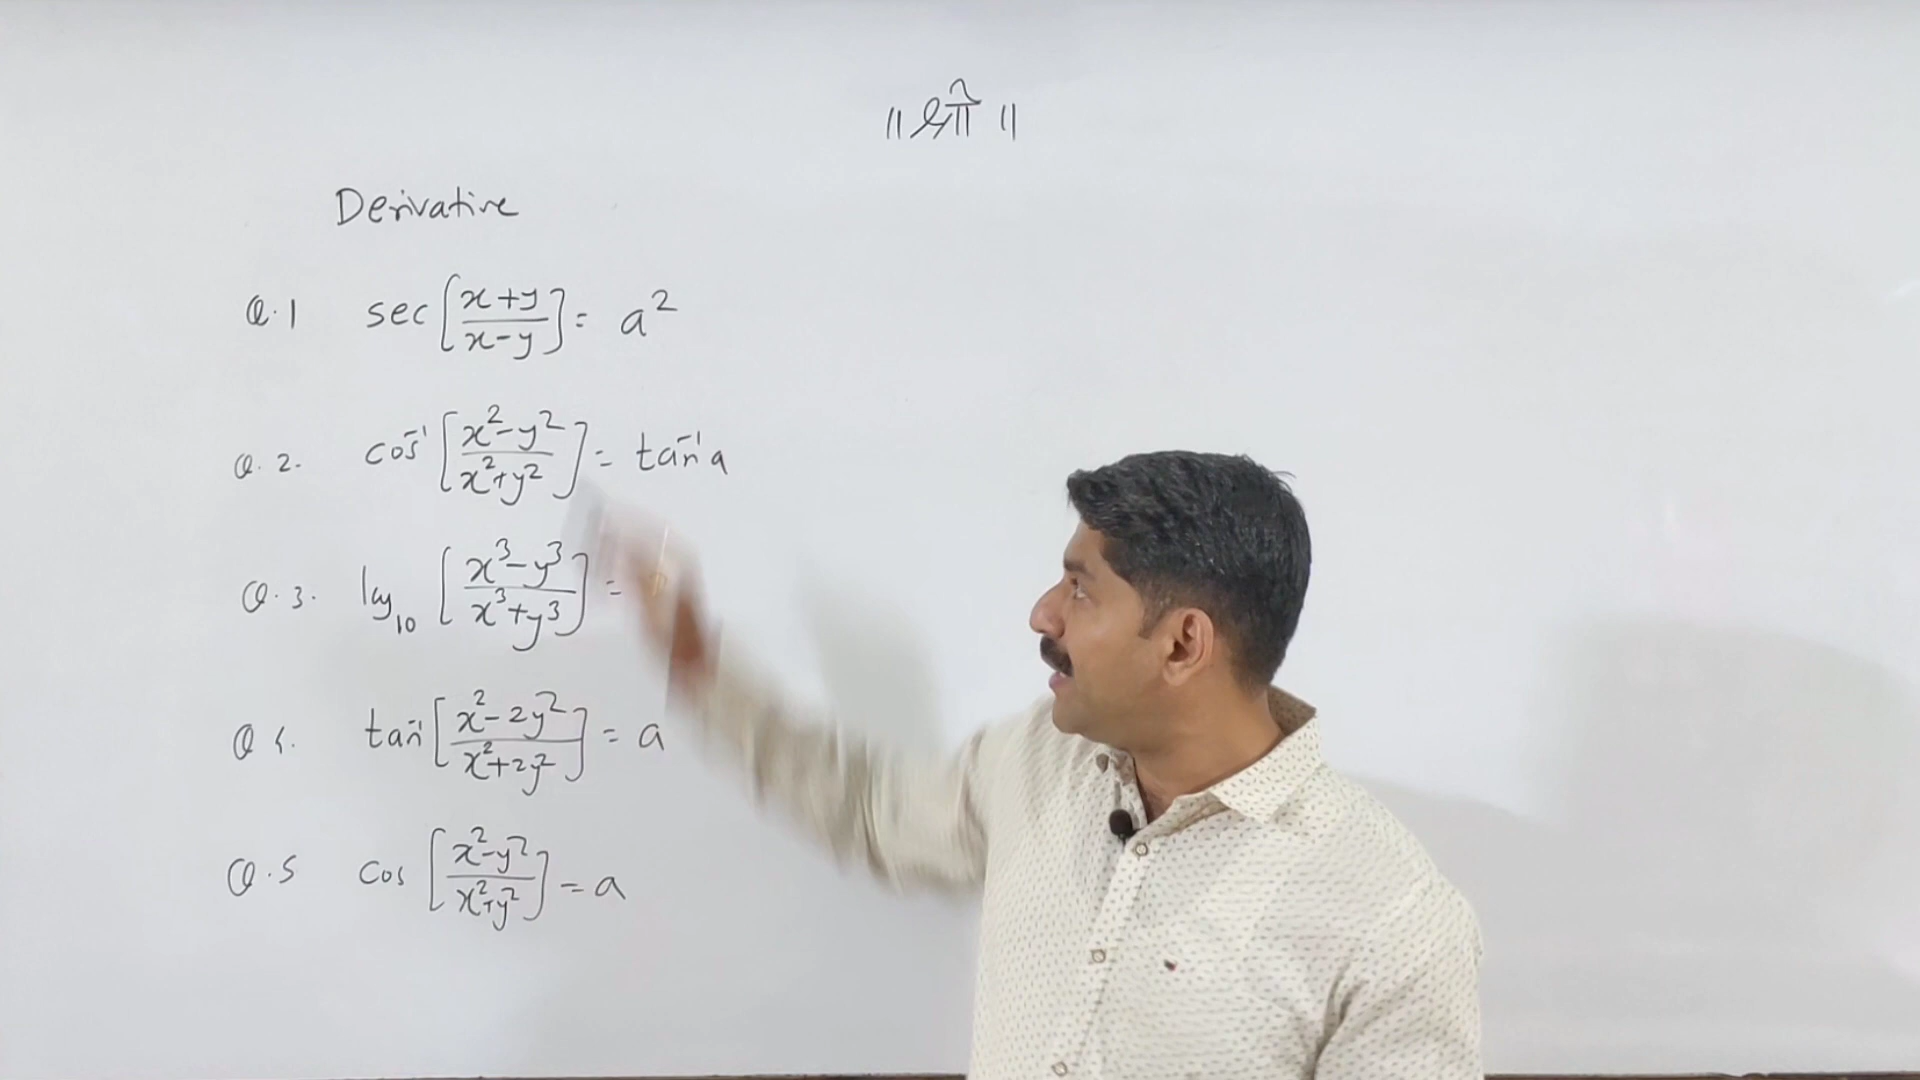 ॥ श्री ॥
Derivative
Q.1 sec[(x+y)/(x-y)] = a²
Q.2. cos⁻¹[(x²-y²)/(x²+y²)] = tan⁻¹a
Q.3. log₁₀[(x³-y³)/(x³+y³)] =
Q 4. tan⁻¹[(x²-2y²)/(x²+2y²)] = a
Q.5 cos[(x²-y²)/(x²+y²)] = a